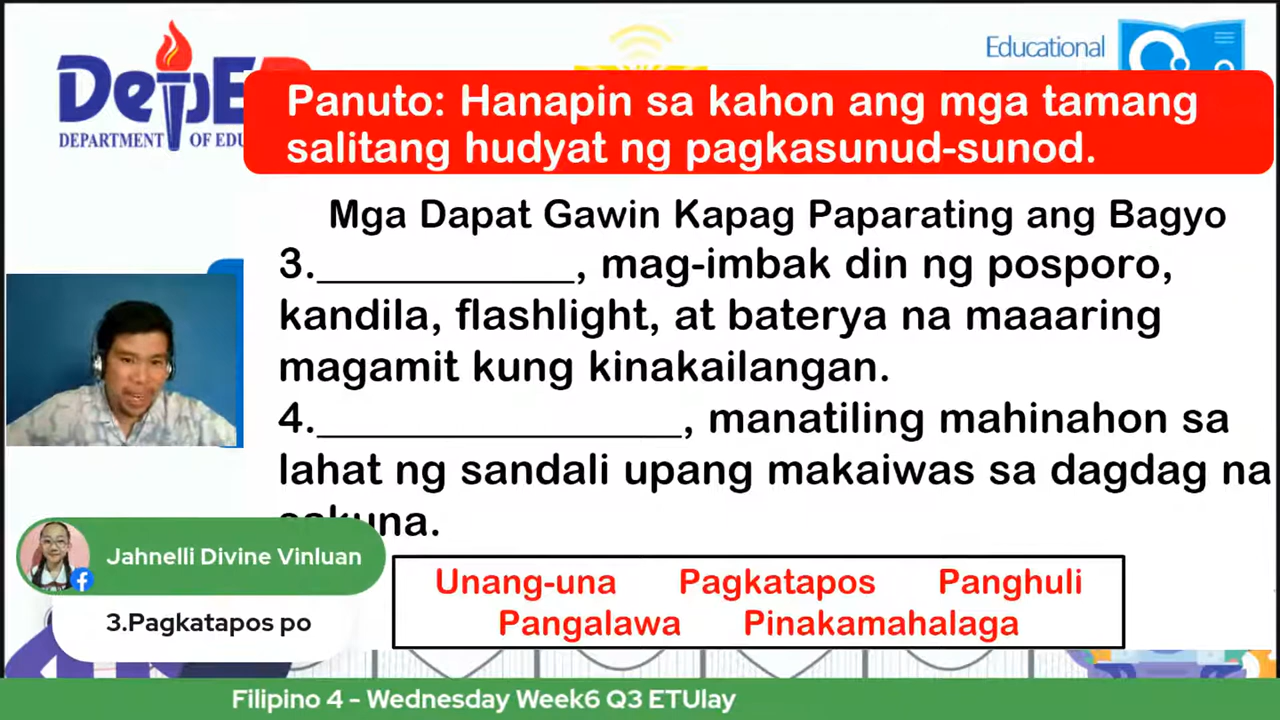 DepED
DEPARTMENT OF EDU
Educational
Panuto: Hanapin sa kahon ang mga tamang
salitang hudyat ng pagkasunud-sunod.
Mga Dapat Gawin Kapag Paparating ang Bagyo
3.____________, mag-imbak din ng posporo,
kandila, flashlight, at baterya na maaaring
magamit kung kinakailangan.
4._________________, manatiling mahinahon sa
lahat ng sandali upang makaiwas sa dagdag na
sakuna.
Jahnelli Divine Vinluan
3.Pagkatapos po
Unang-una Pagkatapos Panghuli
Pangalawa Pinakamahalaga
Filipino 4 - Wednesday Week6 Q3 ETUlay